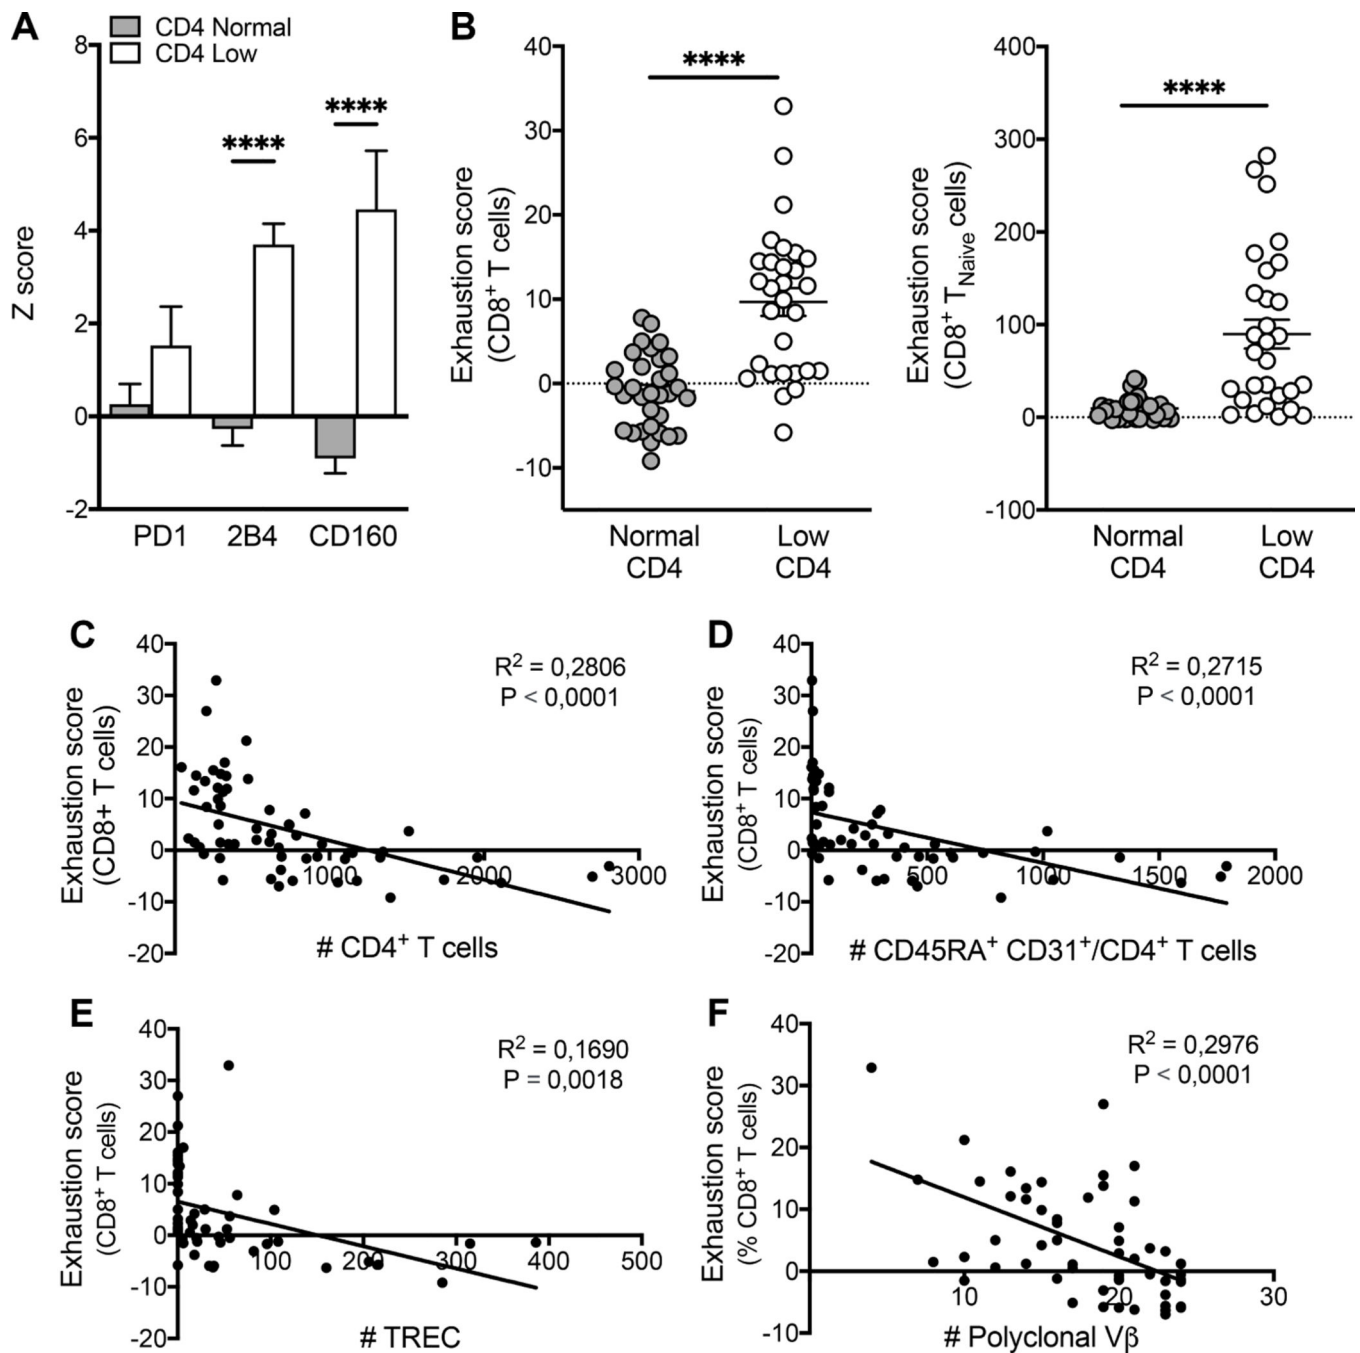 A
CD4 Normal
CD4 Low
8
6
4
2
0
-2
Z score
****
****
PD1 2B4 CD160
B
40
30
20
10
0
-10
Exhaustion score
(CD8+ T cells)
****
Normal
CD4
Low
CD4
400
300
200
100
0
-100
Exhaustion score
(CD8+ TNaive cells)
****
Normal
CD4
Low
CD4
C
40
30
20
10
0
-10
-20
Exhaustion score
(CD8+ T cells)
R2 = 0,2806
P < 0,0001
1000 2000 3000
# CD4+ T cells
D
40
30
20
10
0
-10
-20
Exhaustion score
(CD8+ T cells)
R2 = 0,2715
P < 0,0001
500 1000 1500 2000
# CD45RA+ CD31+/CD4+ T cells
E
40
30
20
10
0
-10
-20
Exhaustion score
(CD8+ T cells)
R2 = 0,1690
P = 0,0018
100 200 300 400 500
# TREC
F
40
30
20
10
0
-10
Exhaustion score
(% CD8+ T cells)
R2 = 0,2976
P < 0,0001
10 20 30
# Polyclonal Vβ